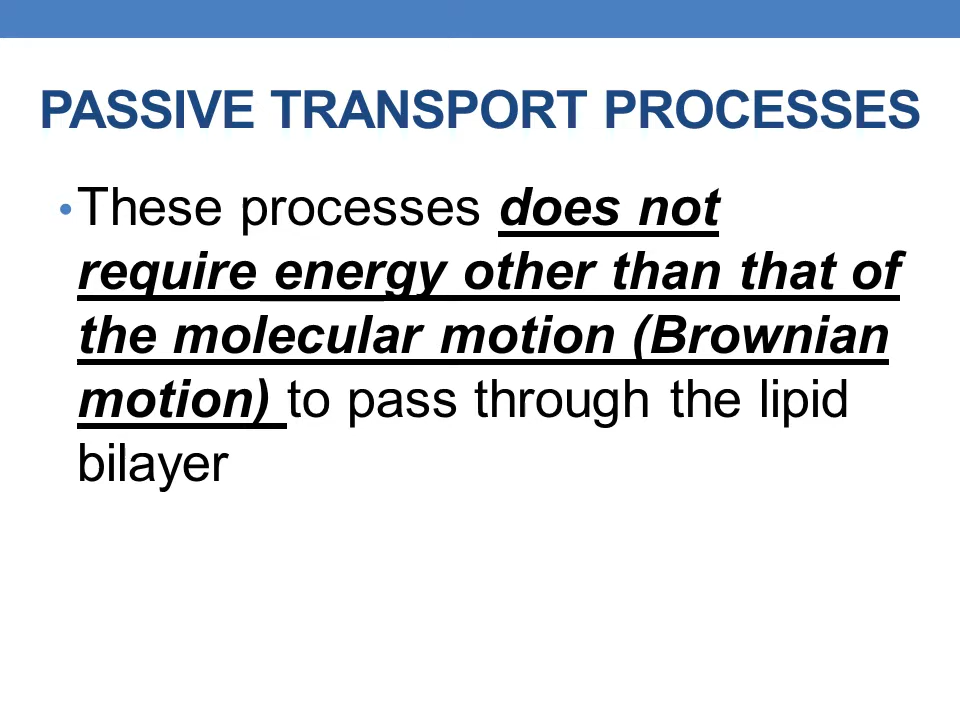 PASSIVE TRANSPORT PROCESSES
• These processes does not
require energy other than that of
the molecular motion (Brownian
motion) to pass through the lipid
bilayer